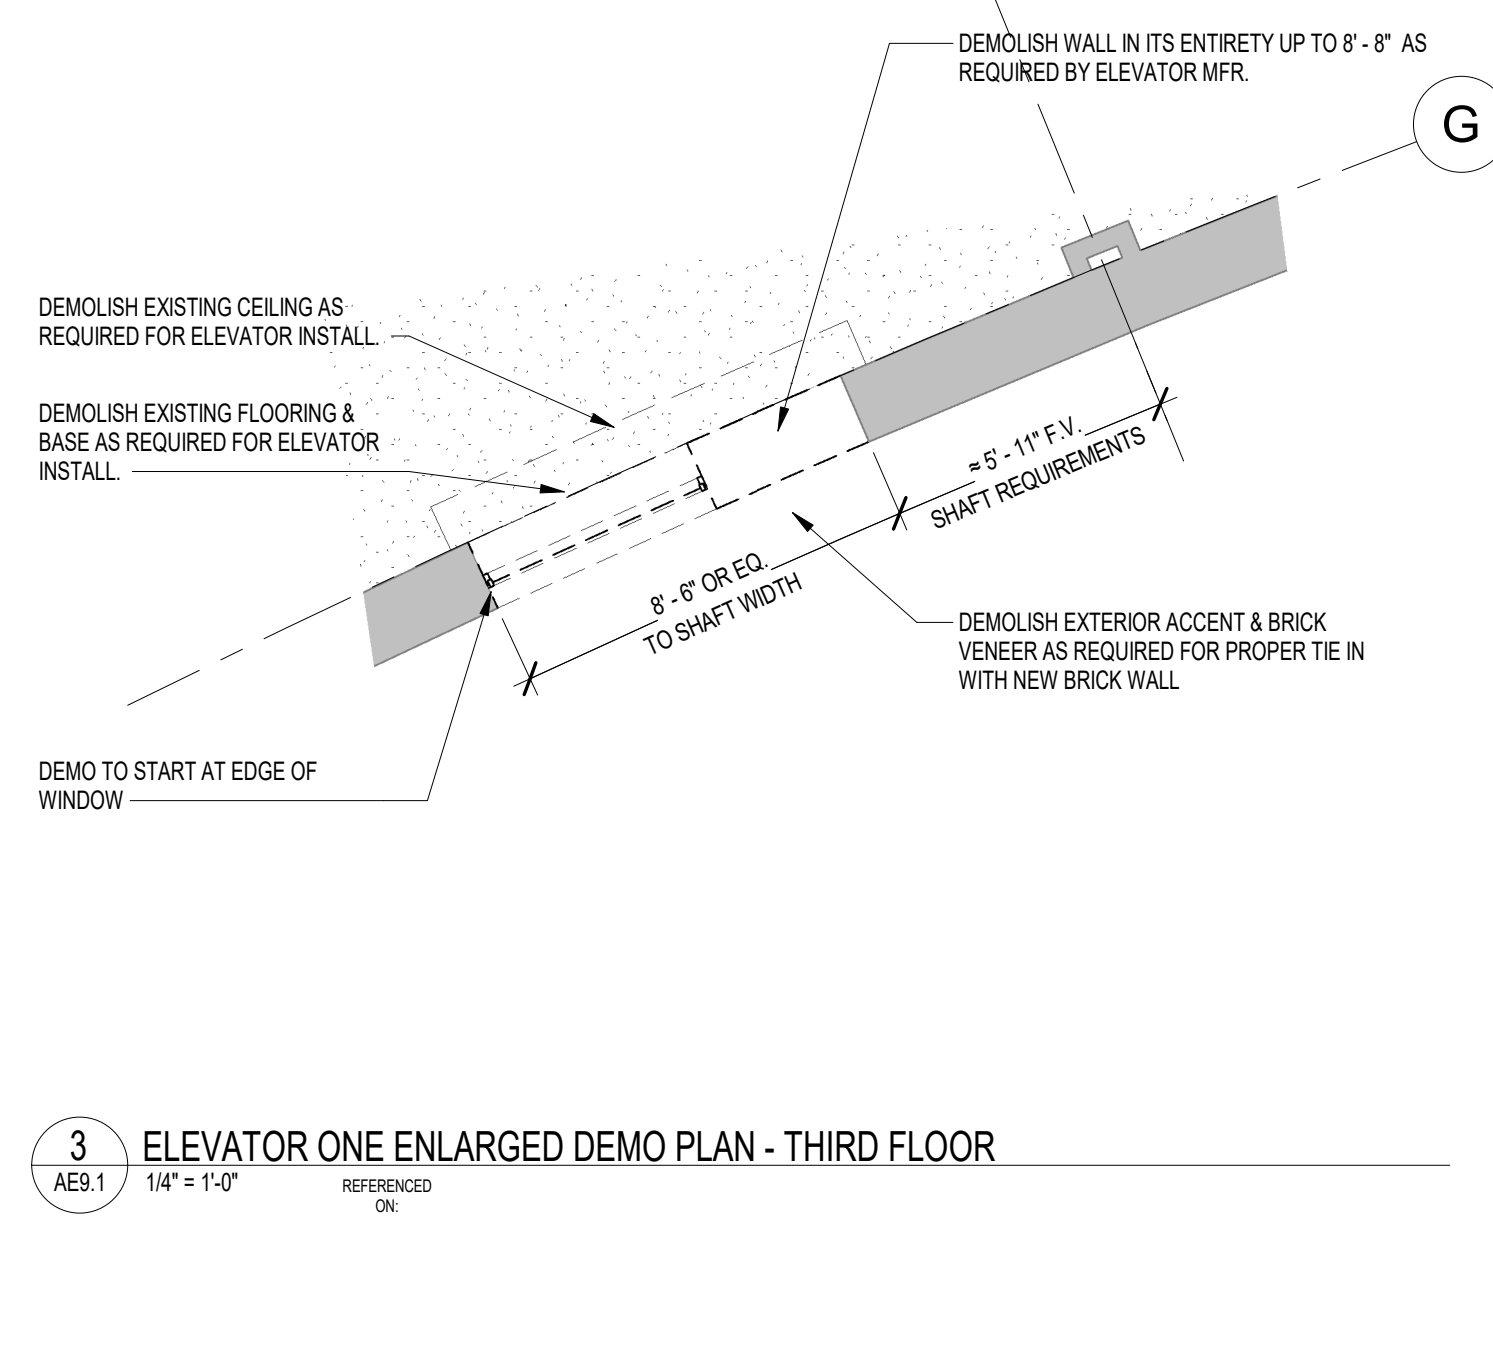 DEMOLISH WALL IN ITS ENTIRETY UP TO 8' - 8" AS
REQUIRED BY ELEVATOR MFR.
G
DEMOLISH EXISTING CEILING AS
REQUIRED FOR ELEVATOR INSTALL.
DEMOLISH EXISTING FLOORING &
BASE AS REQUIRED FOR ELEVATOR
INSTALL.
≈ 5' - 11" F.V.
SHAFT REQUIREMENTS
8' - 6" OR EQ.
TO SHAFT WIDTH
DEMOLISH EXTERIOR ACCENT & BRICK
VENEER AS REQUIRED FOR PROPER TIE IN
WITH NEW BRICK WALL
DEMO TO START AT EDGE OF
WINDOW
3
AE9.1
ELEVATOR ONE ENLARGED DEMO PLAN - THIRD FLOOR
1/4" = 1'-0"
REFERENCED
ON: